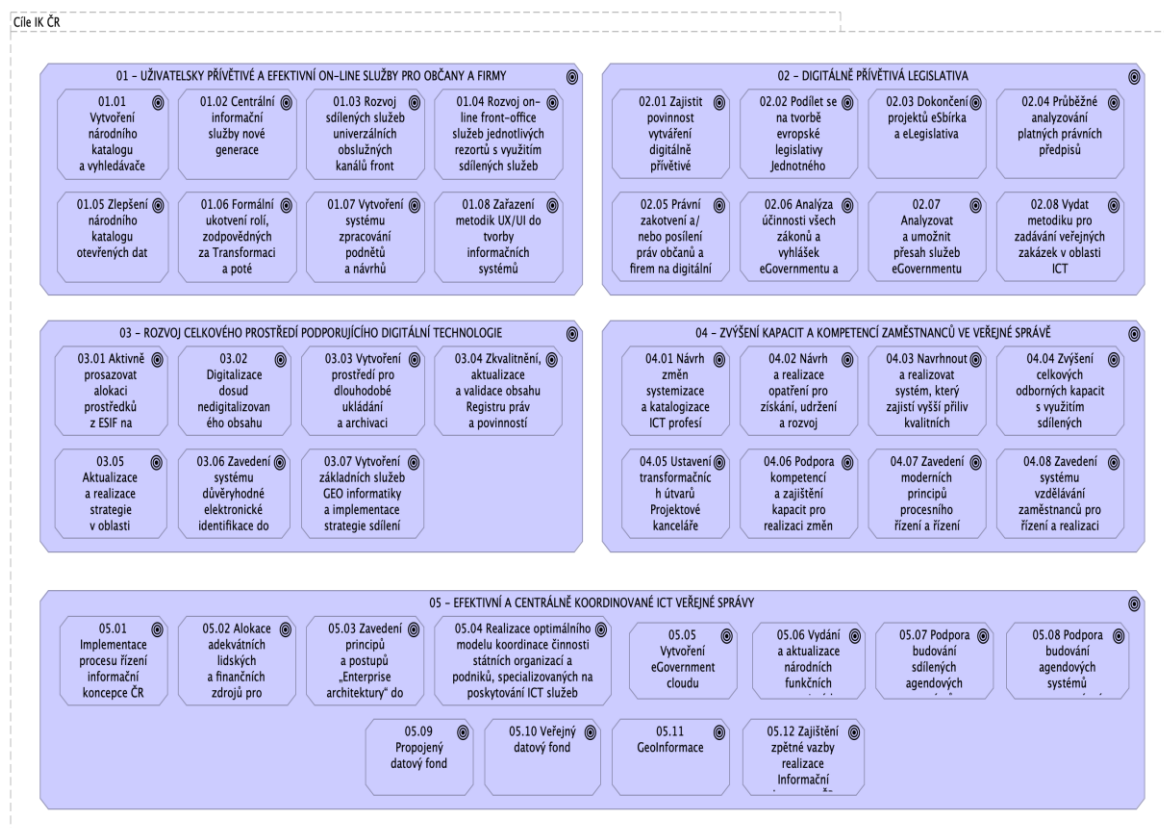 Cíle IK ČR
01 – UŽIVATELSKY PŘÍVĚTIVÉ A EFEKTIVNÍ ON-LINE SLUŽBY PRO OBČANY A FIRMY
01.01
Vytvoření
národního
katalogu
a vyhledávače
01.02 Centrální
informační
služby nové
generace
01.03 Rozvoj
sdílených služeb
univerzálních
obslužných
kanálů front
01.04 Rozvoj on-
line front-office
služeb jednotlivých
rezortů s využitím
sdílených služeb
01.05 Zlepšení
národního
katalogu
otevřených dat
01.06 Formální
ukotvení rolí,
zodpovědných
za Transformaci
a poté
01.07 Vytvoření
systému
zpracování
podnětů
a návrhů
01.08 Zařazení
metodik UX/UI do
tvorby
informačních
systémů
02 – DIGITÁLNĚ PŘÍVĚTIVÁ LEGISLATIVA
02.01 Zajistit
povinnost
vytváření
digitálně
přívětivé
02.02 Podílet se
na tvorbě
evropské
legislativy
Jednotného
02.03 Dokončení
projektů eSbírka
a eLegislativa
02.04 Průběžné
analyzování
platných právních
předpisů
02.05 Právní
zakotvení a/
nebo posílení
práv občanů a
firem na digitální
02.06 Analýza
účinnosti všech
zákonů a
vyhlášek
eGovernmentu a
02.07
Analyzovat
a umožnit
přesah služeb
eGovernmentu
02.08 Vydat
metodiku pro
zadávání veřejných
zakázek v oblasti
ICT
03 – ROZVOJ CELKOVÉHO PROSTŘEDÍ PODPORUJÍCÍHO DIGITÁLNÍ TECHNOLOGIE
03.01 Aktivně
prosazovat
alokaci
prostředků
z ESIF na
03.02
Digitalizace
dosud
nedigitalizovan
ého obsahu
03.03 Vytvoření
prostředí pro
dlouhodobé
ukládání
a archivaci
03.04 Zkvalitnění,
aktualizace
a validace obsahu
Registru práv
a povinností
03.05
Aktualizace
a realizace
strategie
v oblasti
03.06 Zavedení
systému
důvěryhodné
elektronické
identifikace do
03.07 Vytvoření
základních služeb
GEO informatiky
a implementace
strategie sdílení
04 – ZVÝŠENÍ KAPACIT A KOMPETENCÍ ZAMĚSTNANCŮ VE VEŘEJNÉ SPRÁVĚ
04.01 Návrh
změn
systemizace
a katalogizace
ICT profesí
04.02 Návrh
a realizace
opatření pro
získání, udržení
a rozvoj
04.03 Navrhnout
a realizovat
systém, který
zajistí vyšší příliv
kvalitních
04.04 Zvýšení
celkových
odborných kapacit
s využitím
sdílených
04.05 Ustavení
transformačníc
h útvarů
Projektové
kanceláře
04.06 Podpora
kompetencí
a zajištění
kapacit pro
realizaci změn
04.07 Zavedení
moderních
principů
procesního
řízení a řízení
04.08 Zavedení
systému
vzdělávání
zaměstnanců pro
řízení a realizaci
05 – EFEKTIVNÍ A CENTRÁLNĚ KOORDINOVANÉ ICT VEŘEJNÉ SPRÁVY
05.01
Implementace
procesu řízení
informační
koncepce ČR
05.02 Alokace
adekvátních
lidských
a finančních
zdrojů pro
05.03 Zavedení
principů
a postupů
„Enterprise
architektury" do
05.04 Realizace optimálního
modelu koordinace činnosti
státních organizací a
podniků, specializovaných na
poskytování ICT služeb
05.05
Vytvoření
eGovernment
cloudu
05.06 Vydání
a aktualizace
národních
funkčních
05.07 Podpora
budování
sdílených
agendových
05.08 Podpora
budování
agendových
systémů
05.09
Propojený
datový fond
05.10 Veřejný
datový fond
05.11
GeoInformace
05.12 Zajištění
zpětné vazby
realizace
Informační